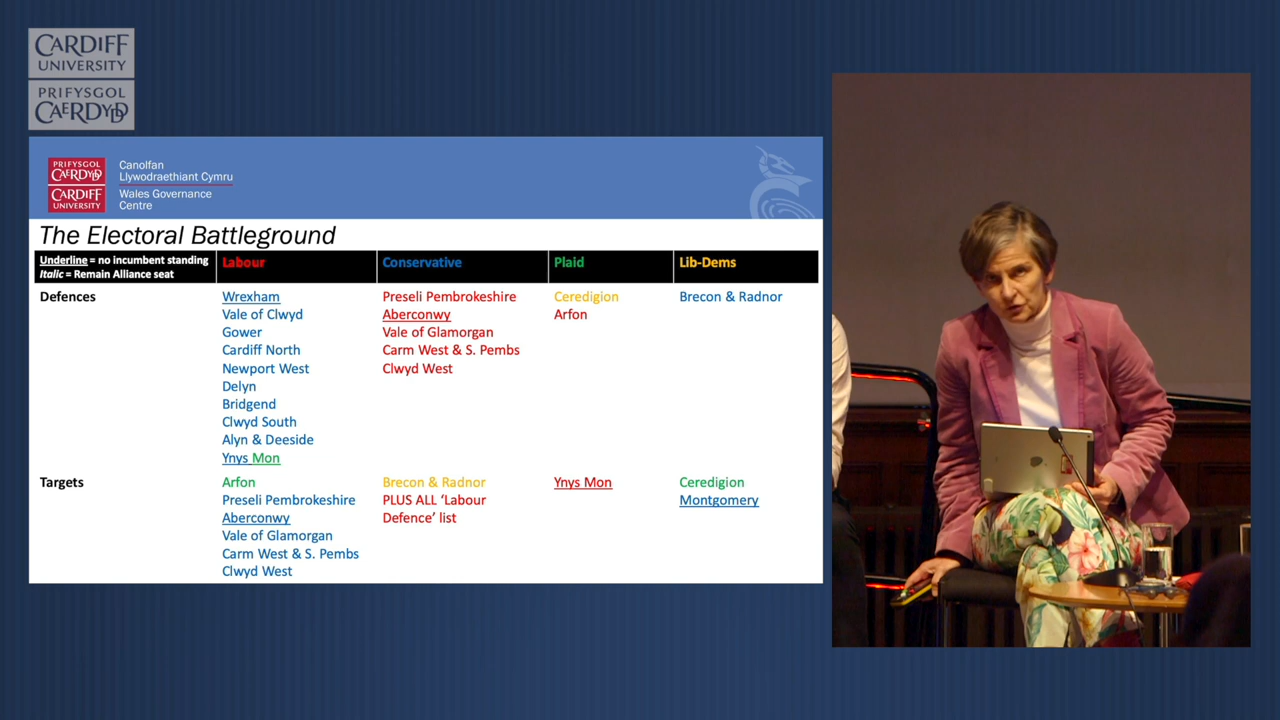 CARDIFF
UNIVERSITY
PRIFYSGOL
CAERDYDD
PRIFYSGOL
CAERDYDD
CARDIFF
UNIVERSITY
Canolfan
Llywodraethiant Cymru
Wales Governance
Centre
The Electoral Battleground
Underline = no incumbent standing
Italic = Remain Alliance seat
Labour
Conservative
Plaid
Lib-Dems
Defences
Wrexham
Vale of Clwyd
Gower
Cardiff North
Newport West
Delyn
Bridgend
Clwyd South
Alyn & Deeside
Ynys Mon
Preseli Pembrokeshire
Aberconwy
Vale of Glamorgan
Carm West & S. Pembs
Clwyd West
Ceredigion
Arfon
Brecon & Radnor
Targets
Arfon
Preseli Pembrokeshire
Aberconwy
Vale of Glamorgan
Carm West & S. Pembs
Clwyd West
Brecon & Radnor
PLUS ALL ‘Labour
Defence’ list
Ynys Mon
Ceredigion
Montgomery